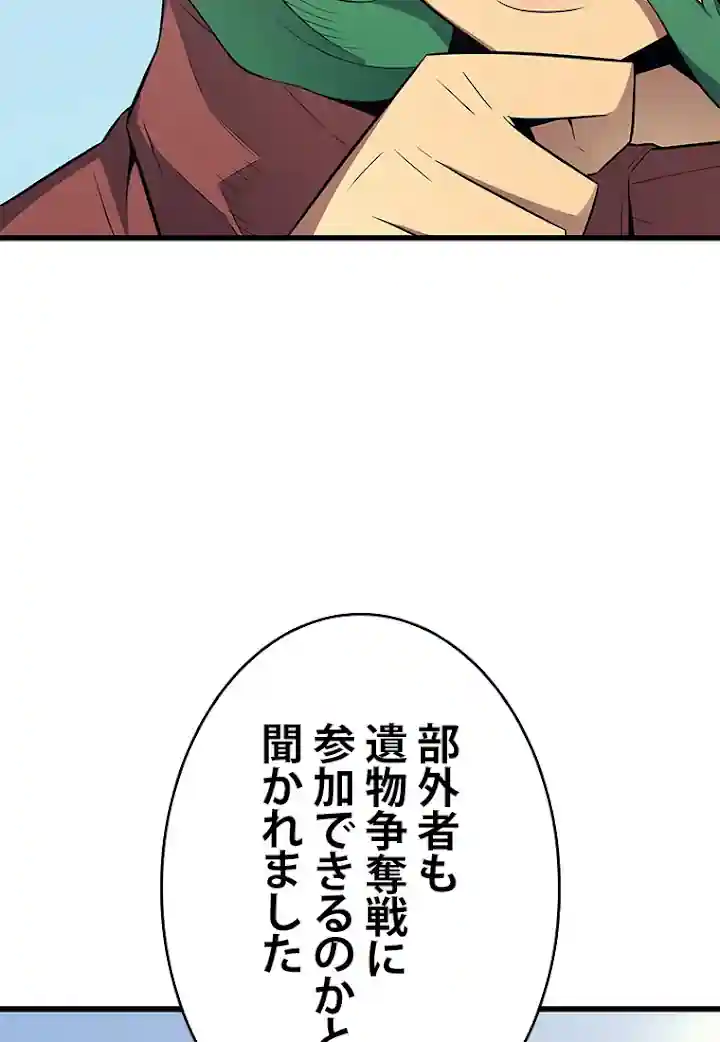 部外者も
遺物争奪戦に
参加できるのかと
聞かれました